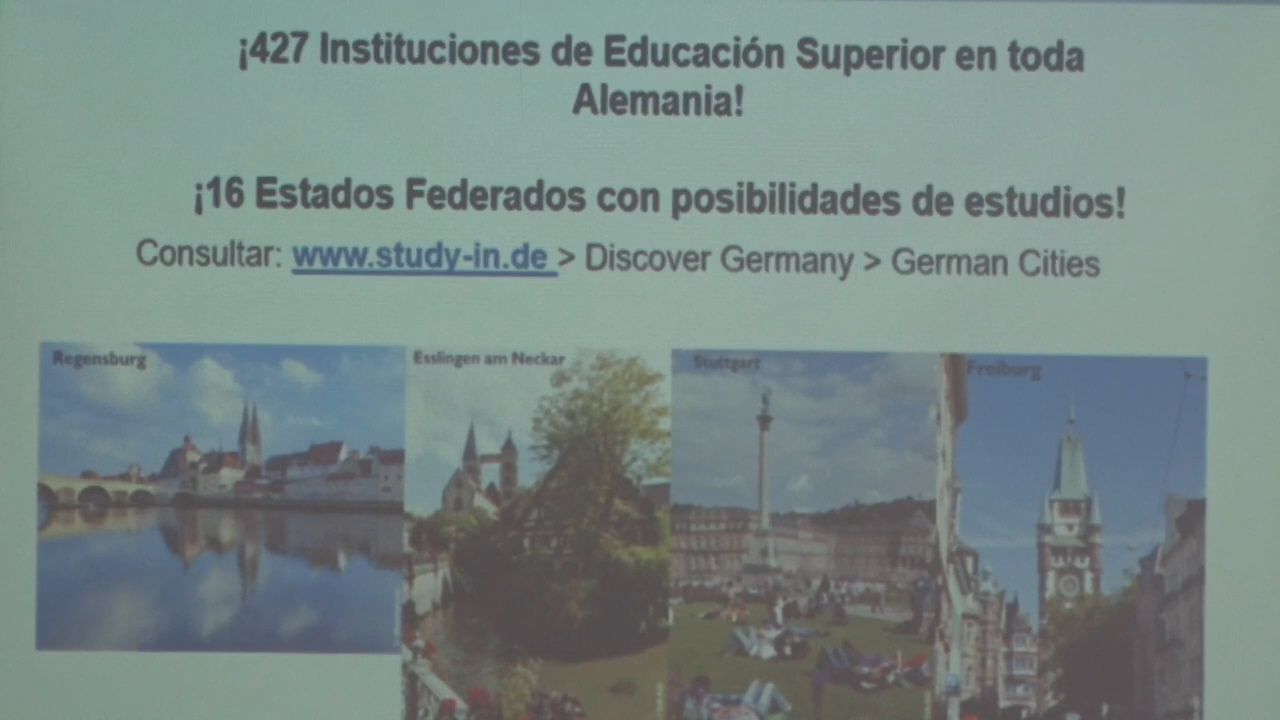 ¡427 Instituciones de Educación Superior en toda
Alemania!
¡16 Estados Federados con posibilidades de estudios!
Consultar: www.study-in.de > Discover Germany > German Cities
Regensburg
Esslingen am Neckar
Stuttgart
Freiburg